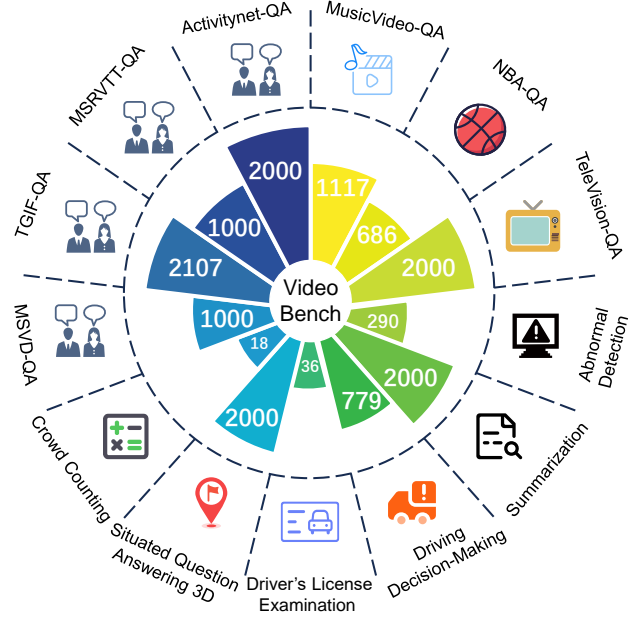 Activitynet-QA
MusicVideo-QA
NBA-QA
TeleVision-QA
Abnormal
Detection
Summarization
Driving
Decision-Making
Driver's License
Examination
Situated Question
Answering 3D
Crowd Counting
MSVD-QA
TGIF-QA
MSRVTT-QA
2000
1117
686
2000
290
2000
779
36
2000
18
1000
2107
1000
Video
Bench